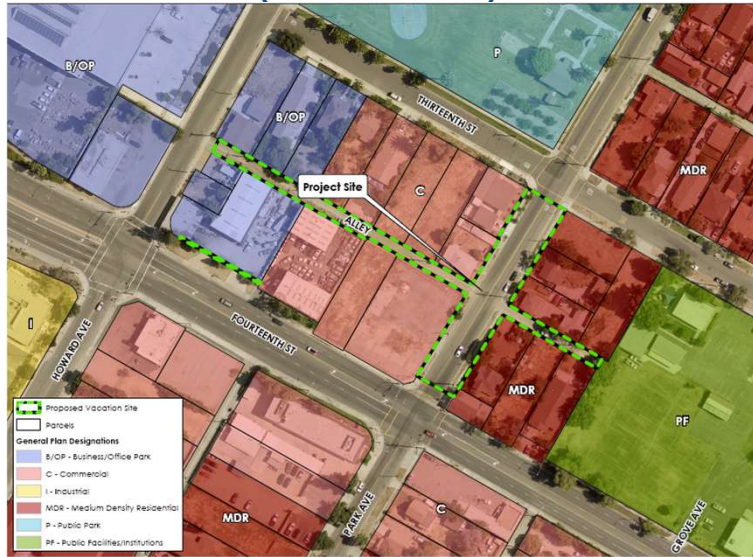 B/OP
P
THIRTEENTH ST
B/OP
MDR
Project Site
C
ALLEY
I
HOWARD AVE
FOURTEENTH ST
MDR
PF
MDR
PARK AVE
C
GROVE AVE
Proposed Vacation Site
Parcels
General Plan Designations
B/OP - Business/Office Park
C - Commercial
I - Industrial
MDR - Medium Density Residential
P - Public Park
PF - Public Facilities/Institutions